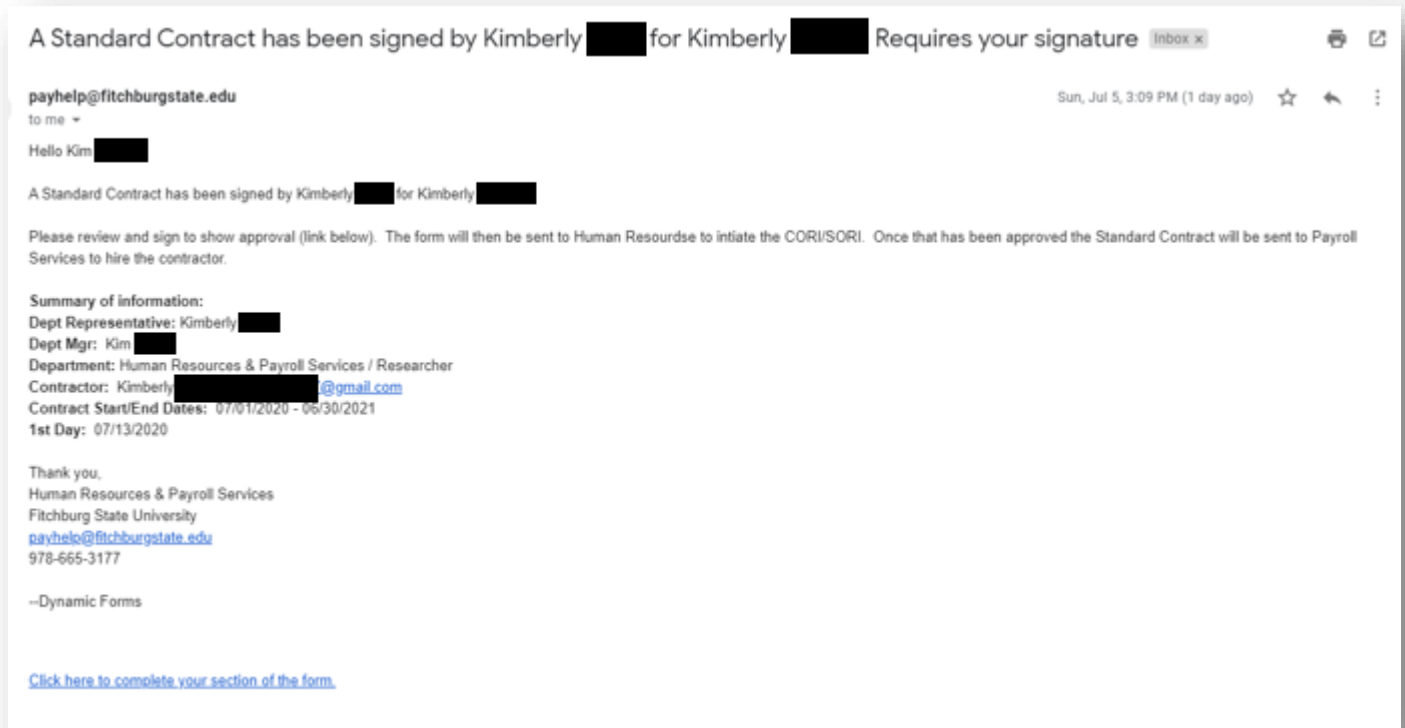 A Standard Contract has been signed by Kimberly for Kimberly Requires your signature Inbox x
payhelp@fitchburgstate.edu Sun, Jul 5, 3:09 PM (1 day ago)
to me
Hello Kim
A Standard Contract has been signed by Kimberly for Kimberly
Please review and sign to show approval (link below). The form will then be sent to Human Resourdse to intiate the CORI/SORI. Once that has been approved the Standard Contract will be sent to Payroll
Services to hire the contractor.
Summary of information:
Dept Representative: Kimberly
Dept Mgr: Kim
Department: Human Resources & Payroll Services / Researcher
Contractor: Kimberly @gmail.com
Contract Start/End Dates: 07/01/2020 - 06/30/2021
1st Day: 07/13/2020
Thank you,
Human Resources & Payroll Services
Fitchburg State University
payhelp@fitchburgstate.edu
978-665-3177
--Dynamic Forms
Click here to complete your section of the form.